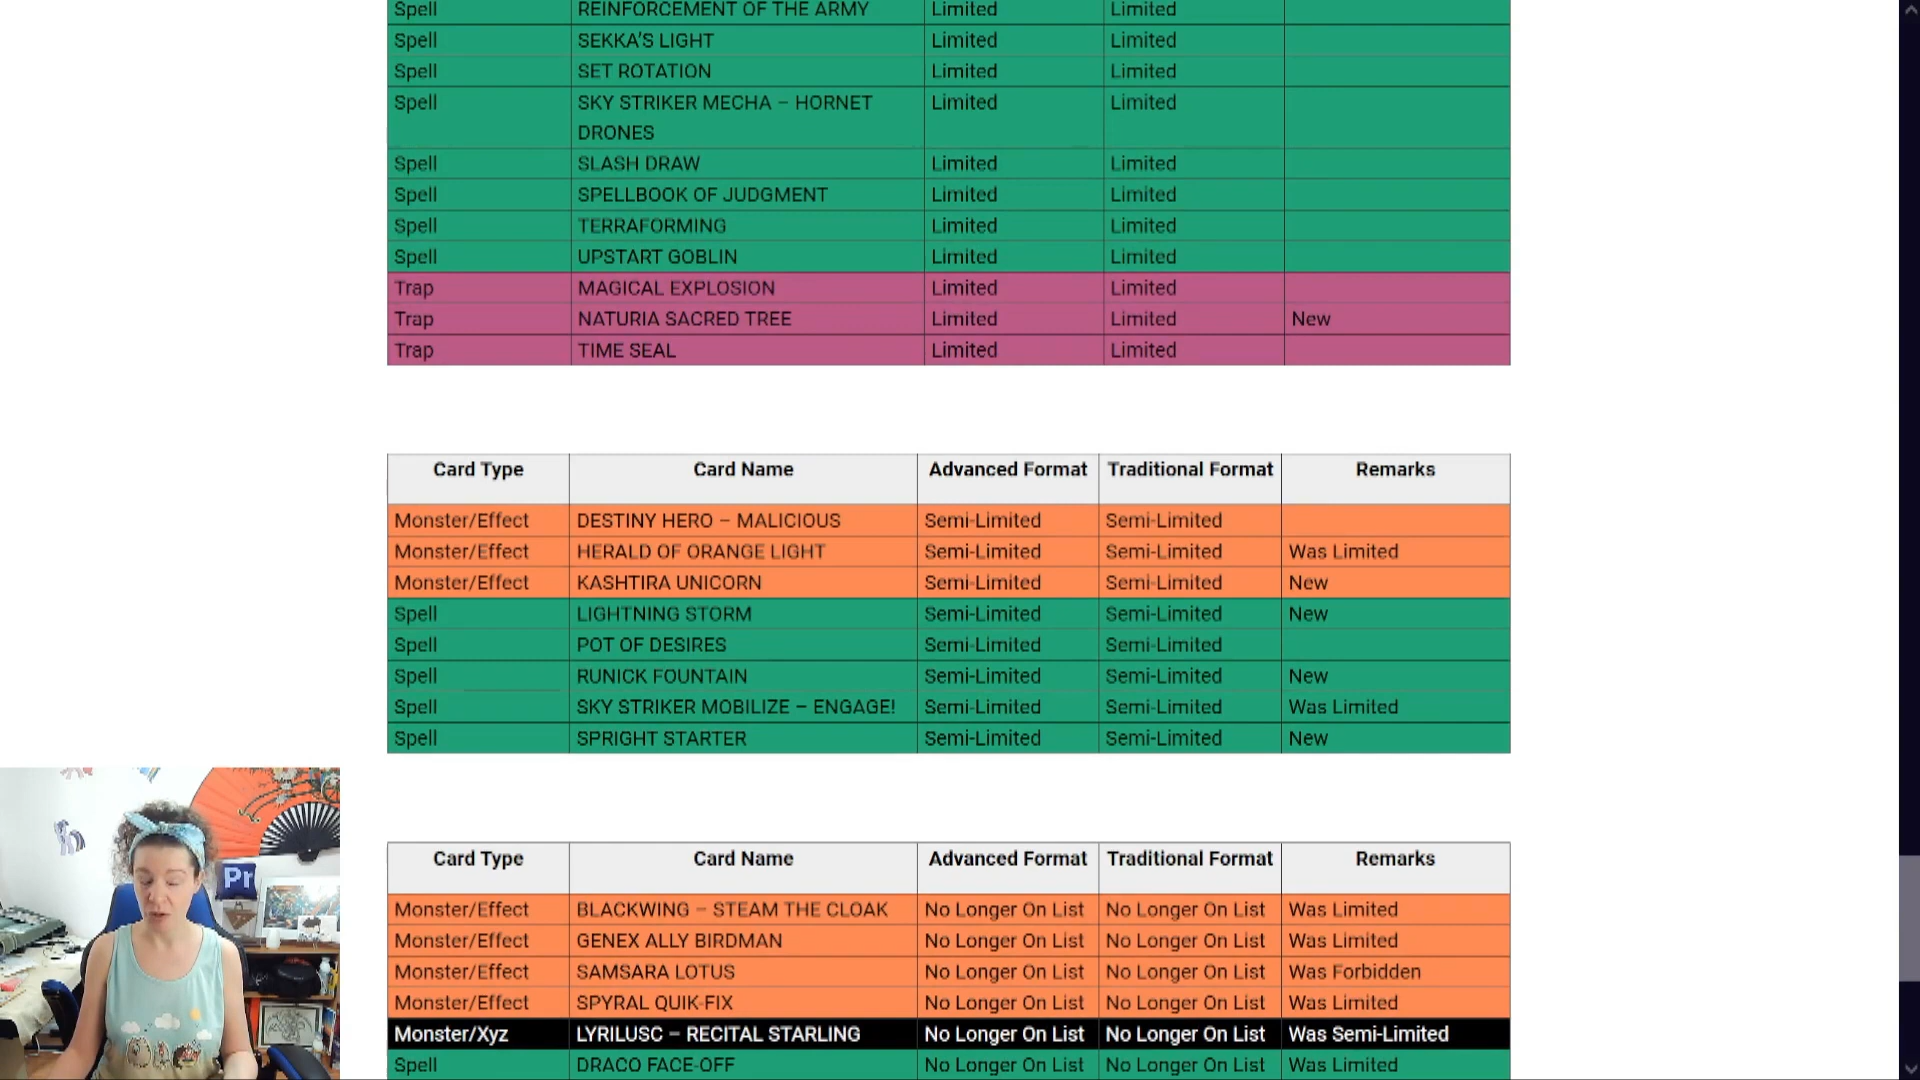 Spell REINFORCEMENT OF THE ARMY Limited Limited
Spell SEKKA'S LIGHT Limited Limited
Spell SET ROTATION Limited Limited
Spell SKY STRIKER MECHA – HORNET Limited Limited
DRONES
Spell SLASH DRAW Limited Limited
Spell SPELLBOOK OF JUDGMENT Limited Limited
Spell TERRAFORMING Limited Limited
Spell UPSTART GOBLIN Limited Limited
Trap MAGICAL EXPLOSION Limited Limited
Trap NATURIA SACRED TREE Limited Limited New
Trap TIME SEAL Limited Limited
Card Type Card Name Advanced Format Traditional Format Remarks
Monster/Effect DESTINY HERO – MALICIOUS Semi-Limited Semi-Limited
Monster/Effect HERALD OF ORANGE LIGHT Semi-Limited Semi-Limited Was Limited
Monster/Effect KASHTIRA UNICORN Semi-Limited Semi-Limited New
Spell LIGHTNING STORM Semi-Limited Semi-Limited New
Spell POT OF DESIRES Semi-Limited Semi-Limited
Spell RUNICK FOUNTAIN Semi-Limited Semi-Limited New
Spell SKY STRIKER MOBILIZE – ENGAGE! Semi-Limited Semi-Limited Was Limited
Spell SPRIGHT STARTER Semi-Limited Semi-Limited New
Card Type Card Name Advanced Format Traditional Format Remarks
Monster/Effect BLACKWING – STEAM THE CLOAK No Longer On List No Longer On List Was Limited
Monster/Effect GENEX ALLY BIRDMAN No Longer On List No Longer On List Was Limited
Monster/Effect SAMSARA LOTUS No Longer On List No Longer On List Was Forbidden
Monster/Effect SPYRAL QUIK-FIX No Longer On List No Longer On List Was Limited
Monster/Xyz LYRILUSC – RECITAL STARLING No Longer On List No Longer On List Was Semi-Limited
Spell DRACO FACE-OFF No Longer On List No Longer On List Was Limited
Pr